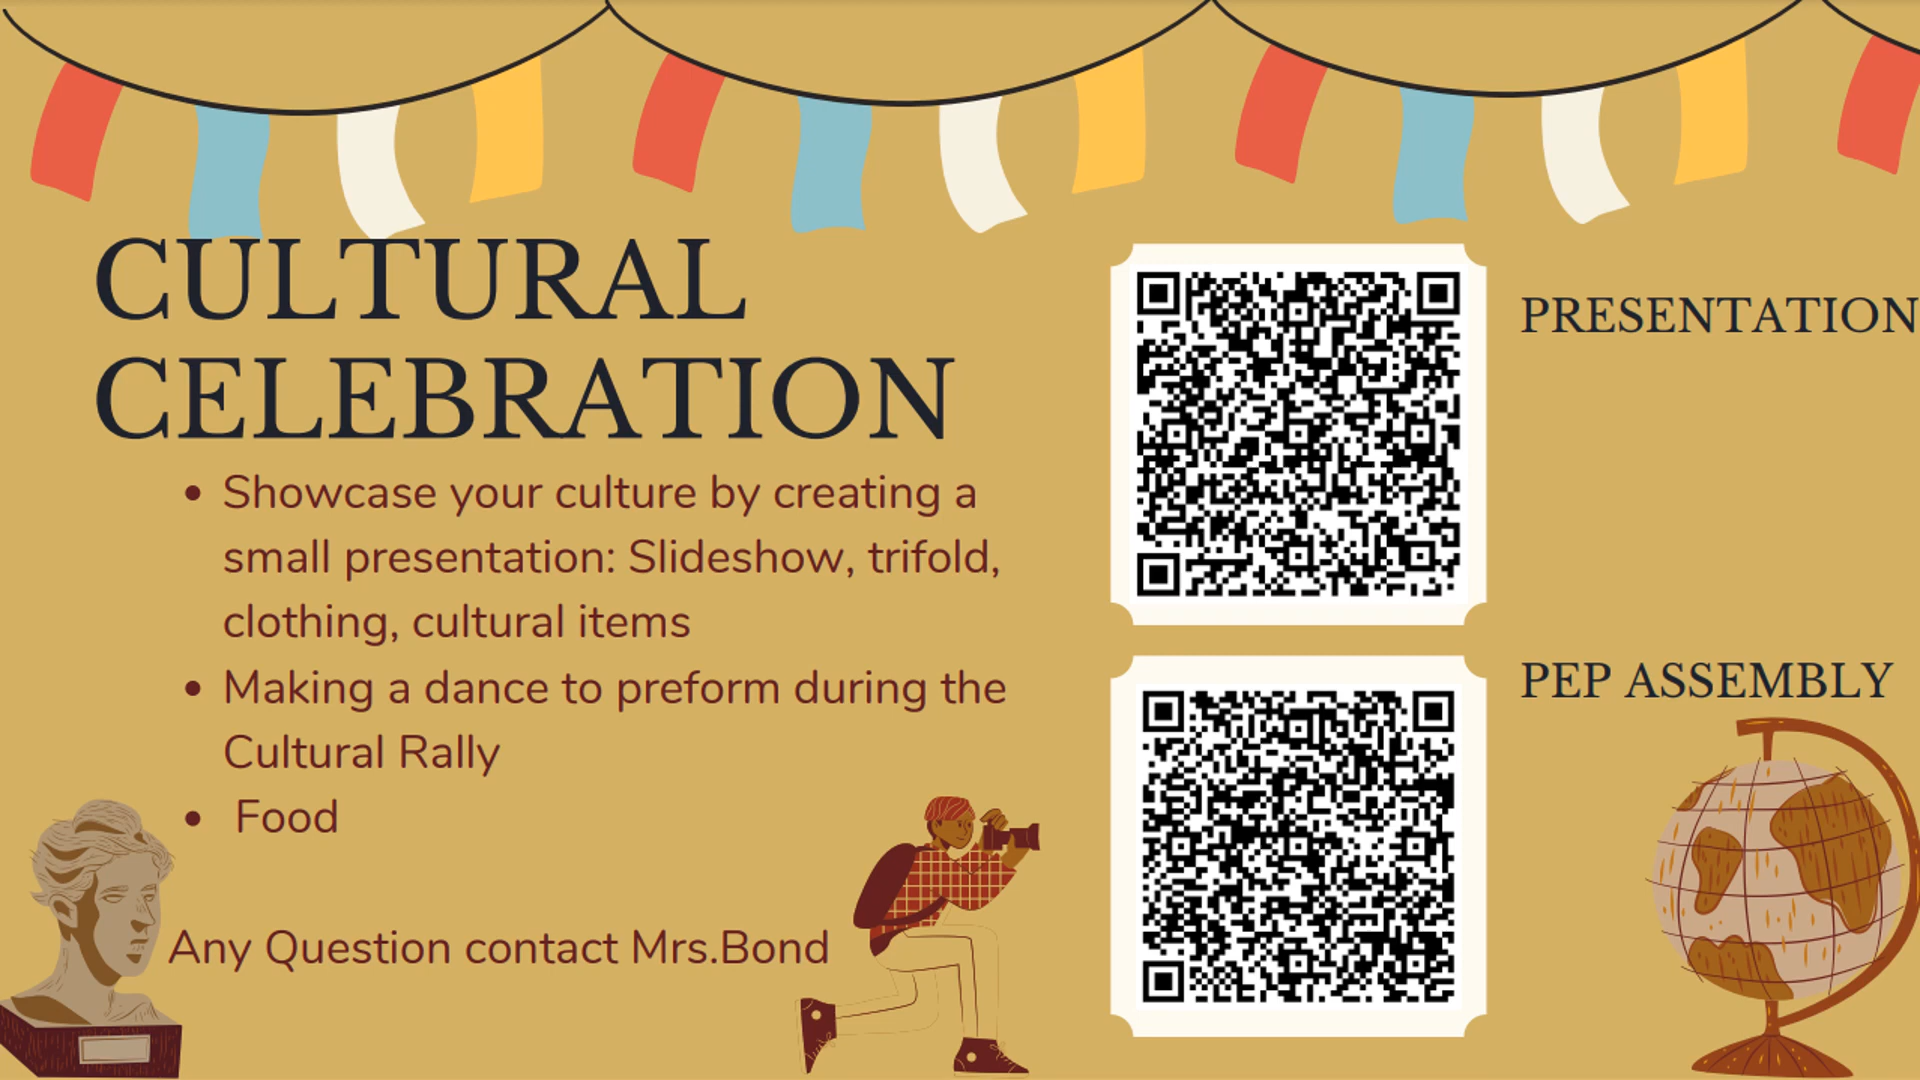 CULTURAL
CELEBRATION
• Showcase your culture by creating a
small presentation: Slideshow, trifold,
clothing, cultural items
• Making a dance to preform during the
Cultural Rally
• Food
Any Question contact Mrs.Bond
PRESENTATION
PEP ASSEMBLY